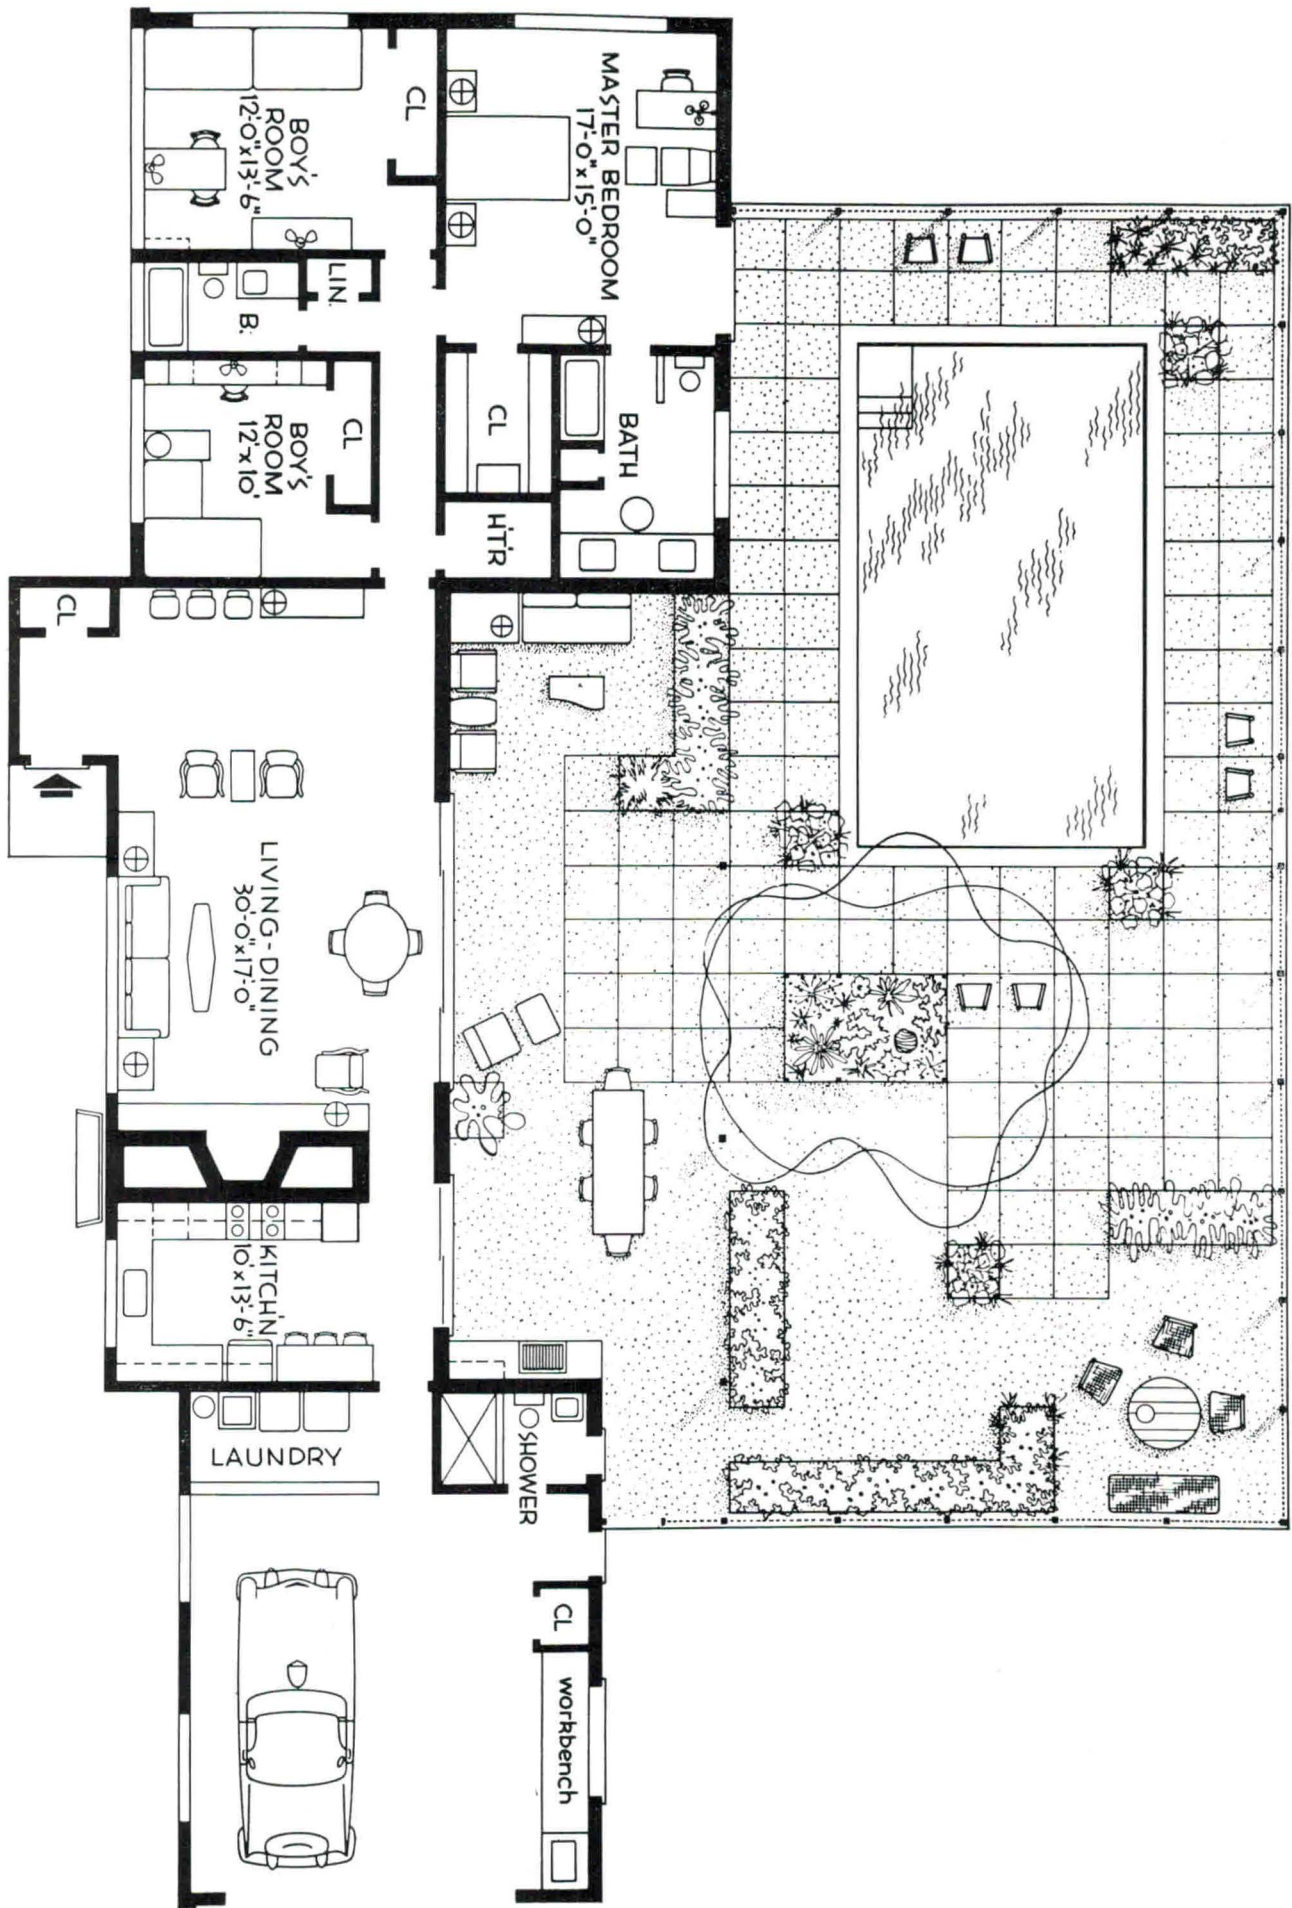 MASTER BEDROOM
17'-0"x15'-0"
CL
BOY'S
ROOM
12'-0"x13'-6"
LIN.
B.
BATH
CL
CL
BOY'S
ROOM
12'x10'
H'T'R
CL
LIVING-DINING
30'-0"x17'-0"
KITCH'N
10'x13'-6"
LAUNDRY
SHOWER
CL
workbench